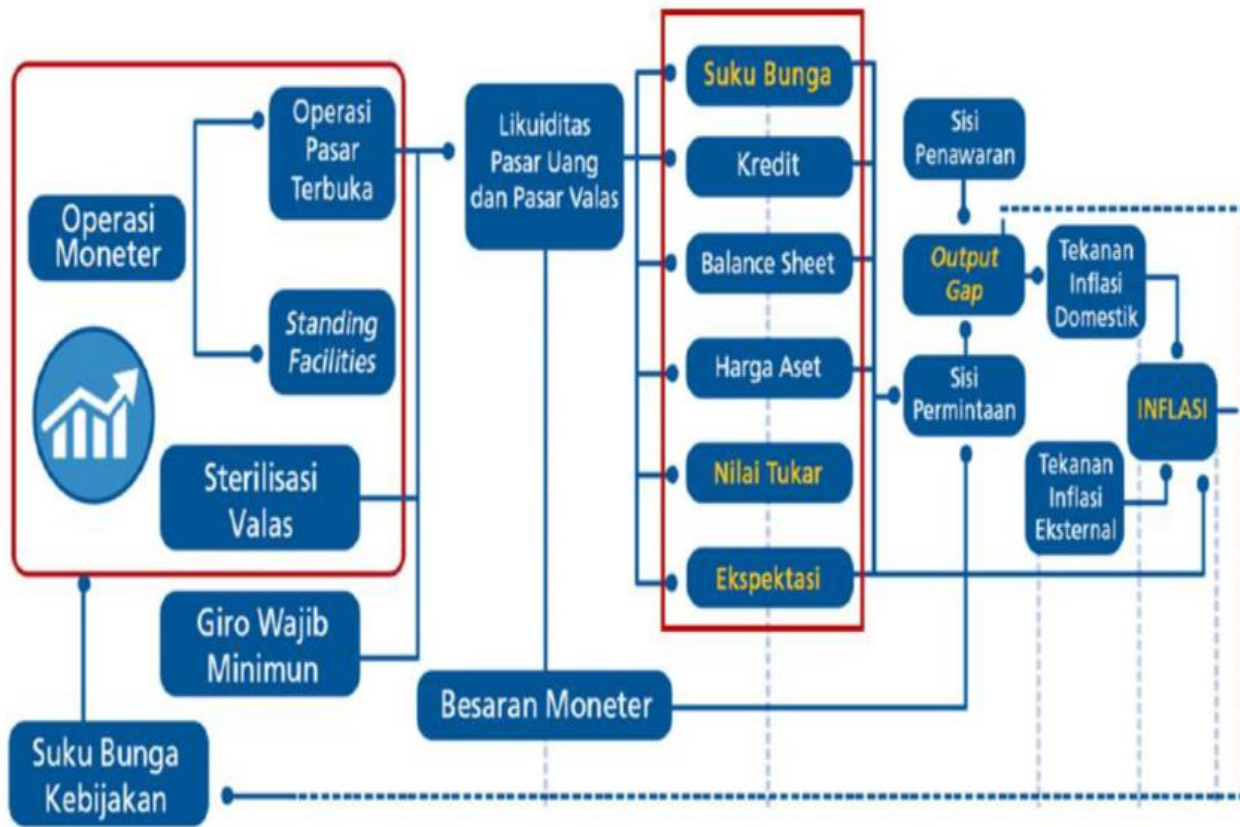 Operasi
Moneter
Operasi
Pasar
Terbuka
Standing
Facilities
Sterilisasi
Valas
Giro Wajib
Minimun
Suku Bunga
Kebijakan
Likuiditas
Pasar Uang
dan Pasar Valas
Besaran Moneter
Suku Bunga
Kredit
Balance Sheet
Harga Aset
Nilai Tukar
Ekspektasi
Sisi
Penawaran
Output
Gap
Sisi
Permintaan
Tekanan
Inflasi
Domestik
Tekanan
Inflasi
Eksternal
INFLASI